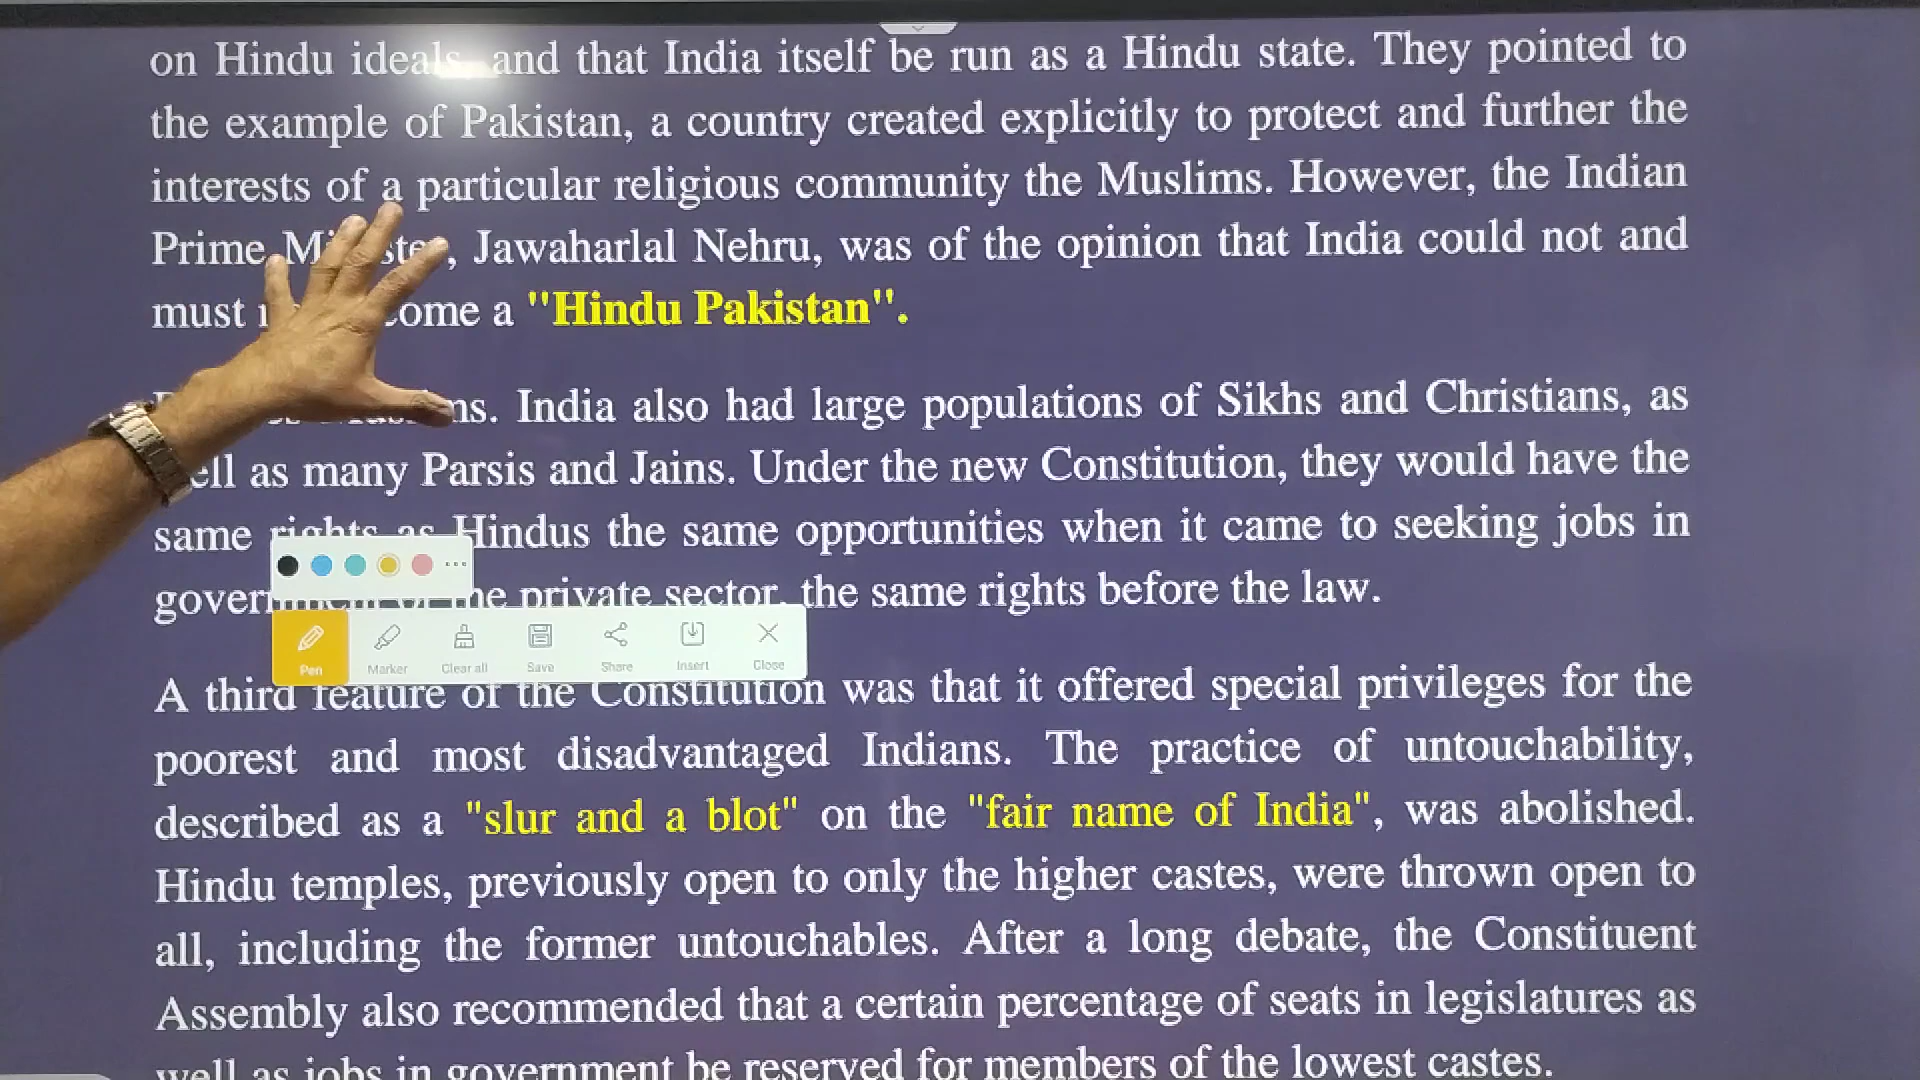 on Hindu ideals, and that India itself be run as a Hindu state. They pointed to
the example of Pakistan, a country created explicitly to protect and further the
interests of a particular religious community the Muslims. However, the Indian
Prime Minister, Jawaharlal Nehru, was of the opinion that India could not and
must come a "Hindu Pakistan".
India also had large populations of Sikhs and Christians, as
as many Parsis and Jains. Under the new Constitution, they would have the
same rights as Hindus the same opportunities when it came to seeking jobs in
the private sector, the same rights before the law.
Pen
Marker
Clear all
Save
Share
Insert
Close
A third feature of the Constitution was that it offered special privileges for the
poorest and most disadvantaged Indians. The practice of untouchability,
described as a "slur and a blot" on the "fair name of India", was abolished.
Hindu temples, previously open to only the higher castes, were thrown open to
all, including the former untouchables. After a long debate, the Constituent
Assembly also recommended that a certain percentage of seats in legislatures as
well as jobs in government be reserved for members of the lowest castes.